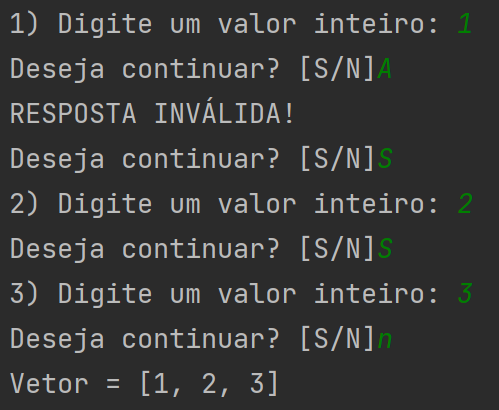 1) Digite um valor inteiro: 1
Deseja continuar? [S/N]A
RESPOSTA INVÁLIDA!
Deseja continuar? [S/N]S
2) Digite um valor inteiro: 2
Deseja continuar? [S/N]S
3) Digite um valor inteiro: 3
Deseja continuar? [S/N]n
Vetor = [1, 2, 3]